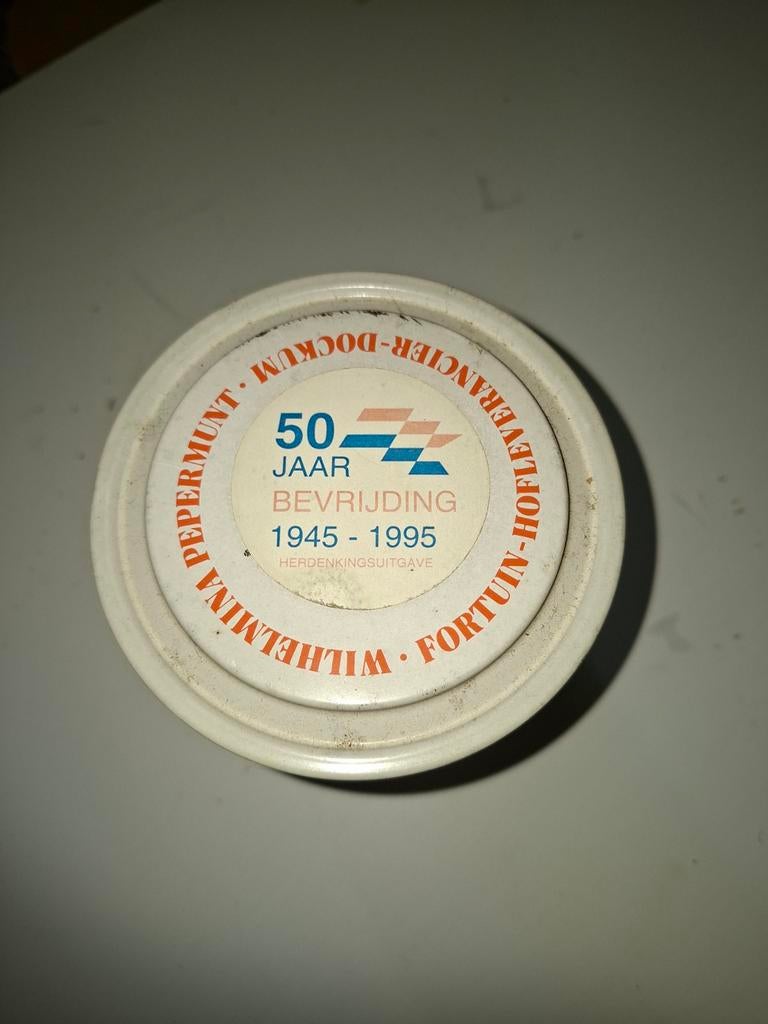 50
JAAR
BEVRIJDING
1945 - 1995
HERDENKINGSUITGAVE
WILHELMINA PEPERMUNT · FORTUIN-HOFLEVERANCIER-DOCKUM ·